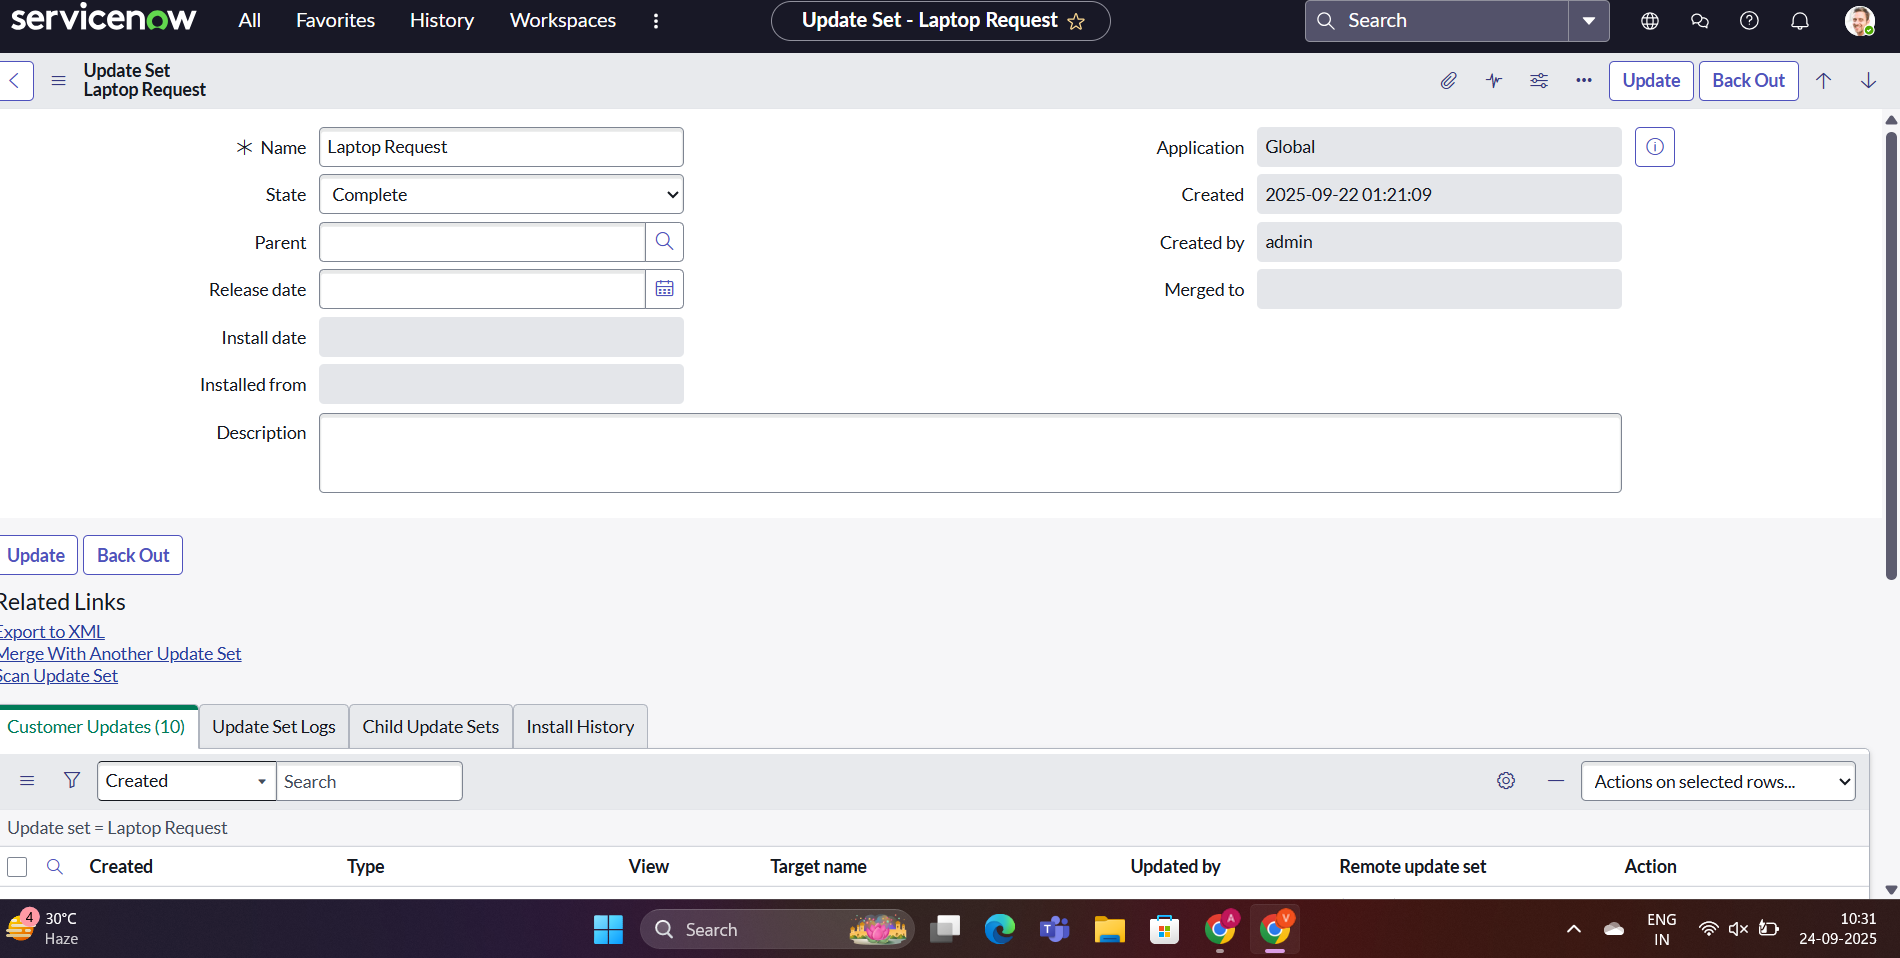 servicenow All Favorites History Workspaces Update Set - Laptop Request Search
Update Set
Laptop Request
Update Back Out
Name Laptop Request Application Global
State Complete Created 2025-09-22 01:21:09
Parent Created by admin
Release date Merged to
Install date
Installed from
Description
Update Back Out
Related Links
Export to XML
Merge With Another Update Set
Scan Update Set
Customer Updates (10) Update Set Logs Child Update Sets Install History
Created Search Actions on selected rows...
Update set = Laptop Request
Created Type View Target name Updated by Remote update set Action
4 30°C Search A V ENG 10:31
Haze IN 24-09-2025